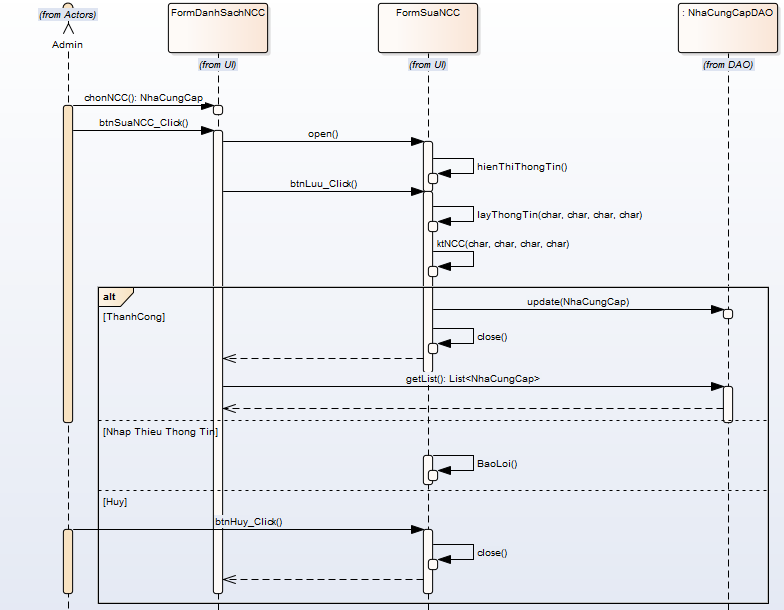 (from Actors)
Admin
FormDanhSachNCC
(from UI)
FormSuaNCC
(from UI)
: NhaCungCapDAO
(from DAO)
chonNCC(): NhaCungCap
btnSuaNCC_Click()
open()
hienThiThongTin()
btnLuu_Click()
layThongTin(char, char, char, char)
ktNCC(char, char, char, char)
alt
[ThanhCong]
update(NhaCungCap)
close()
getList(): List<NhaCungCap>
[Nhap Thieu Thong Tin]
BaoLoi()
[Huy]
btnHuy_Click()
close()